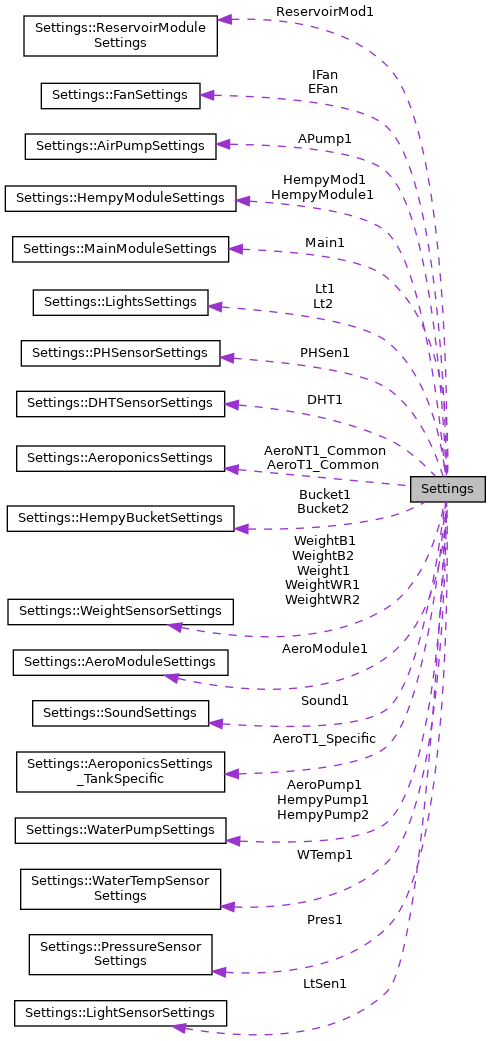 ReservoirMod1
Settings::ReservoirModule
Settings
IFan
EFan
Settings::FanSettings
APump1
Settings::AirPumpSettings
HempyMod1
HempyModule1
Settings::HempyModuleSettings
Main1
Settings::MainModuleSettings
Lt1
Lt2
Settings::LightsSettings
PHSen1
Settings::PHSensorSettings
DHT1
Settings::DHTSensorSettings
AeroNT1_Common
AeroT1_Common
Settings::AeroponicsSettings
Settings
Bucket1
Bucket2
Settings::HempyBucketSettings
WeightB1
WeightB2
Weight1
WeightWR1
WeightWR2
Settings::WeightSensorSettings
AeroModule1
Settings::AeroModuleSettings
Sound1
Settings::SoundSettings
AeroT1_Specific
Settings::AeroponicsSettings
_TankSpecific
AeroPump1
HempyPump1
HempyPump2
Settings::WaterPumpSettings
WTemp1
Settings::WaterTempSensor
Settings
Pres1
Settings::PressureSensor
Settings
LtSen1
Settings::LightSensorSettings